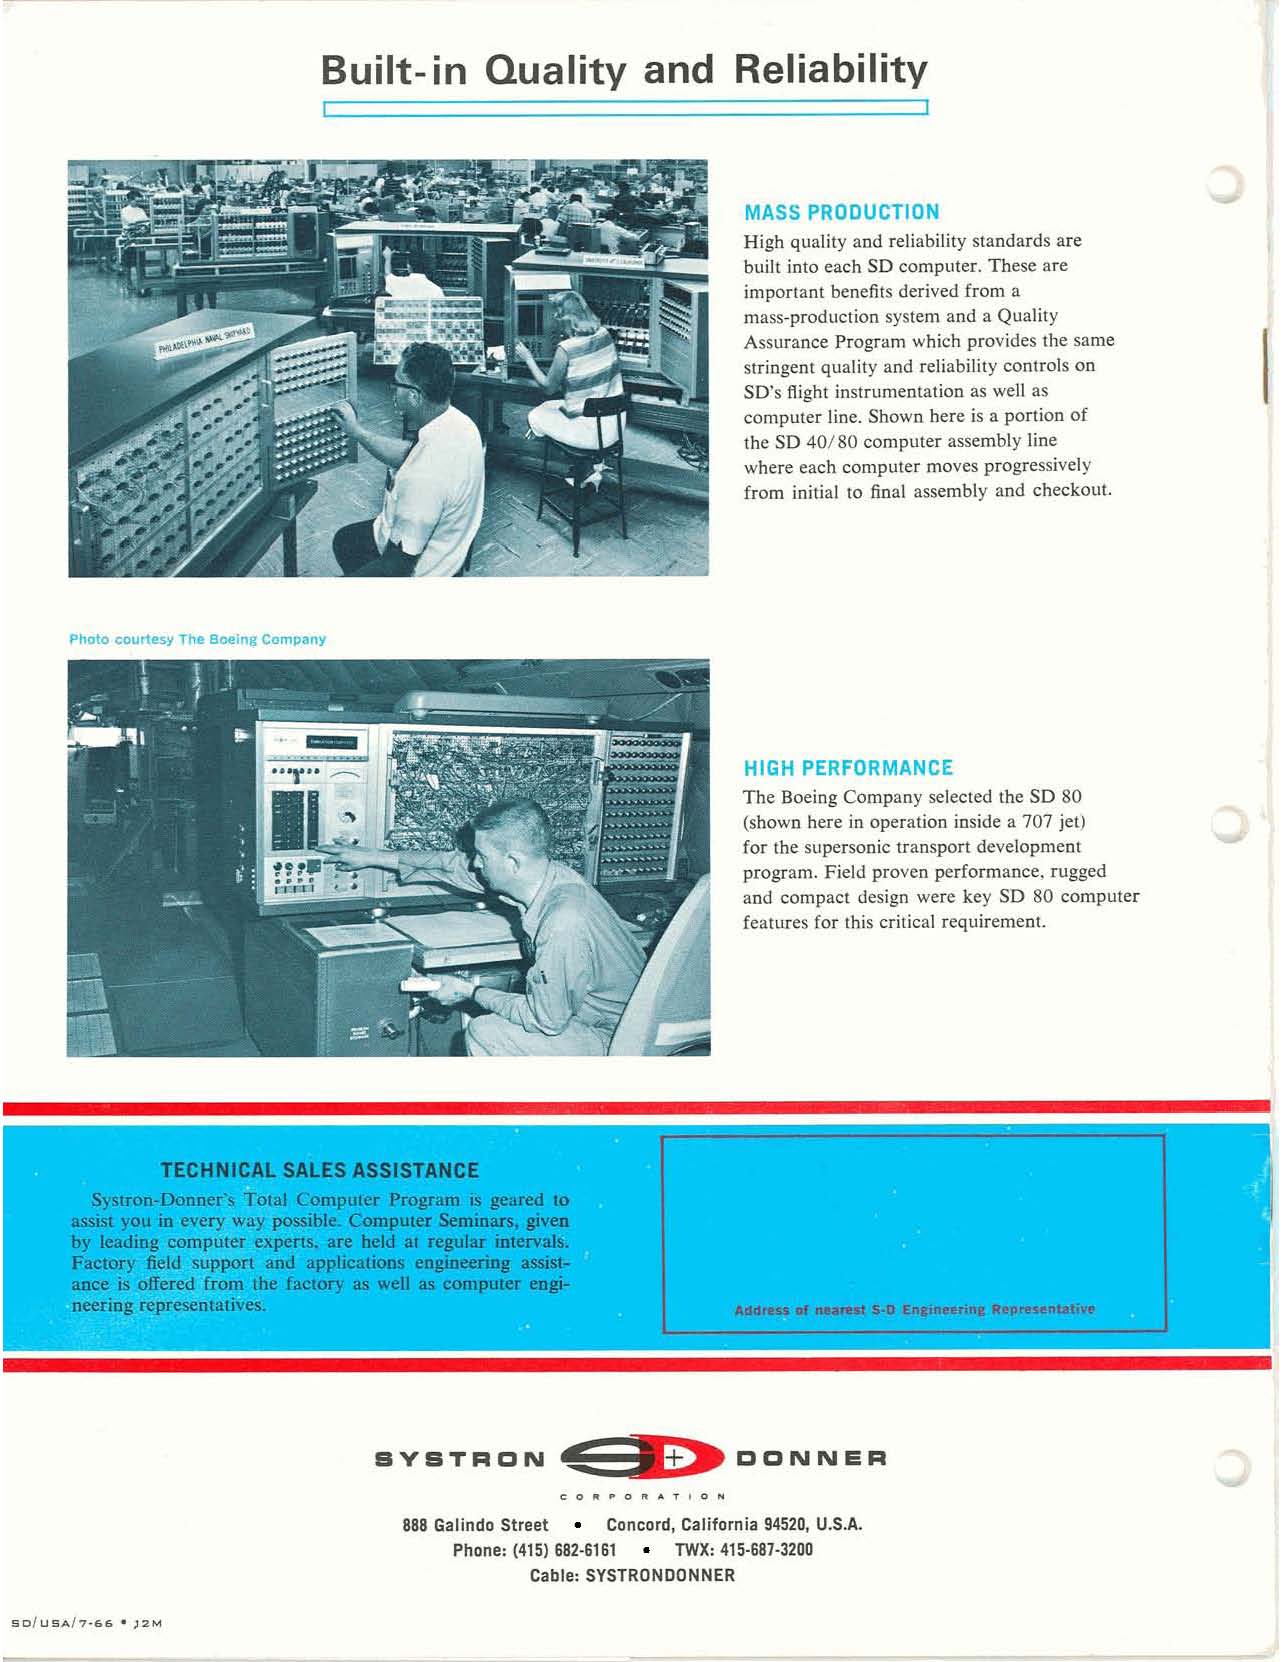 Built-in Quality and Reliability
MASS PRODUCTION
High quality and reliability standards are
built into each SD computer. These are
important benefits derived from a
mass-production system and a Quality
Assurance Program which provides the same
stringent quality and reliability controls on
SD's flight instrumentation as well as
computer line. Shown here is a portion of
the SD 40/80 computer assembly line
where each computer moves progressively
from initial to final assembly and checkout.
PHILADELPHIA NAVAL SHIPYARD
UNIVERSITY OF CALIFORNIA
Photo courtesy The Boeing Company
HIGH PERFORMANCE
The Boeing Company selected the SD 80
(shown here in operation inside a 707 jet)
for the supersonic transport development
program. Field proven performance, rugged
and compact design were key SD 80 computer
features for this critical requirement.
TECHNICAL SALES ASSISTANCE
Systron-Donner's Total Computer Program is geared to
assist you in every way possible. Computer Seminars, given
by leading computer experts, are held at regular intervals.
Factory field support and applications engineering assist-
ance is offered from the factory as well as computer engi-
neering representatives.
Address of nearest S-D Engineering Representative
SYSTRON SD+ DONNER
CORPORATION
888 Galindo Street • Concord, California 94520, U.S.A.
Phone: (415) 682-6161 • TWX: 415-687-3200
Cable: SYSTRONDONNER
SD/USA/7-66 • 12M